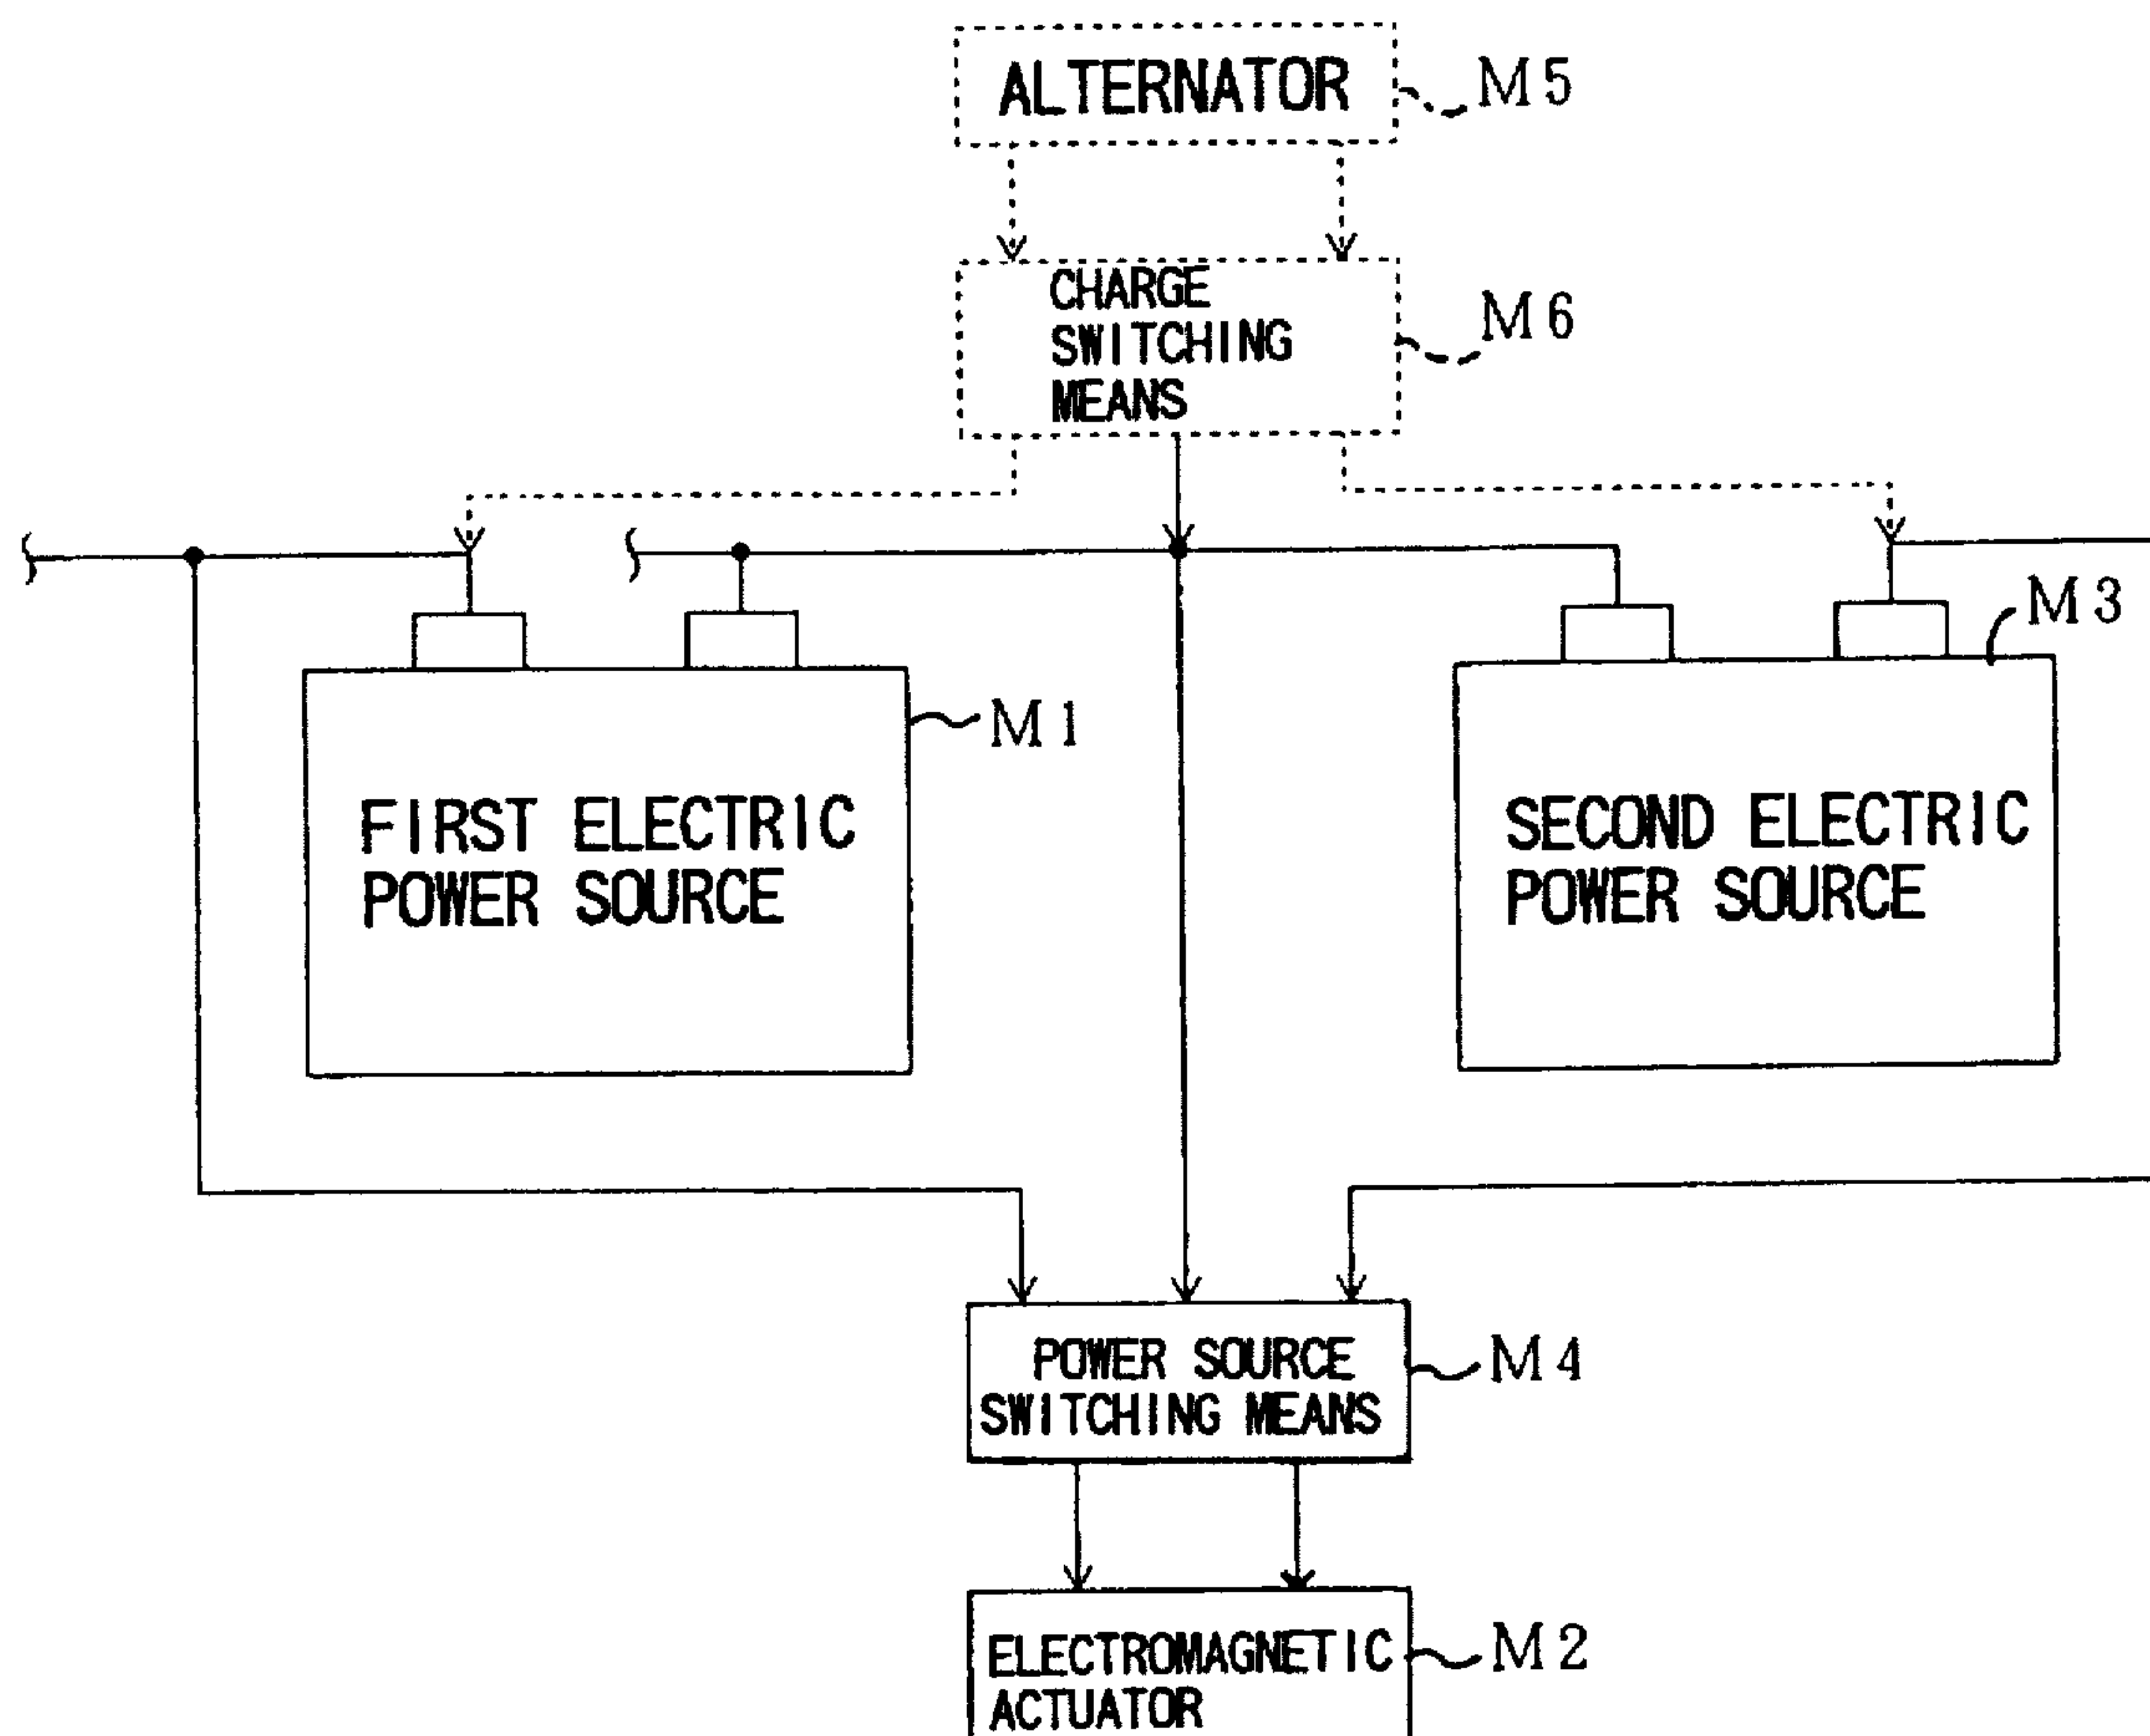 ALTERNATOR
M5
CHARGE
SWITCHING
MEANS
M6
M3
M1
FIRST ELECTRIC
POWER SOURCE
SECOND ELECTRIC
POWER SOURCE
POWER SOURCE
SWITCHING MEANS
M4
ELECTROMAGNETIC
ACTUATOR
M2